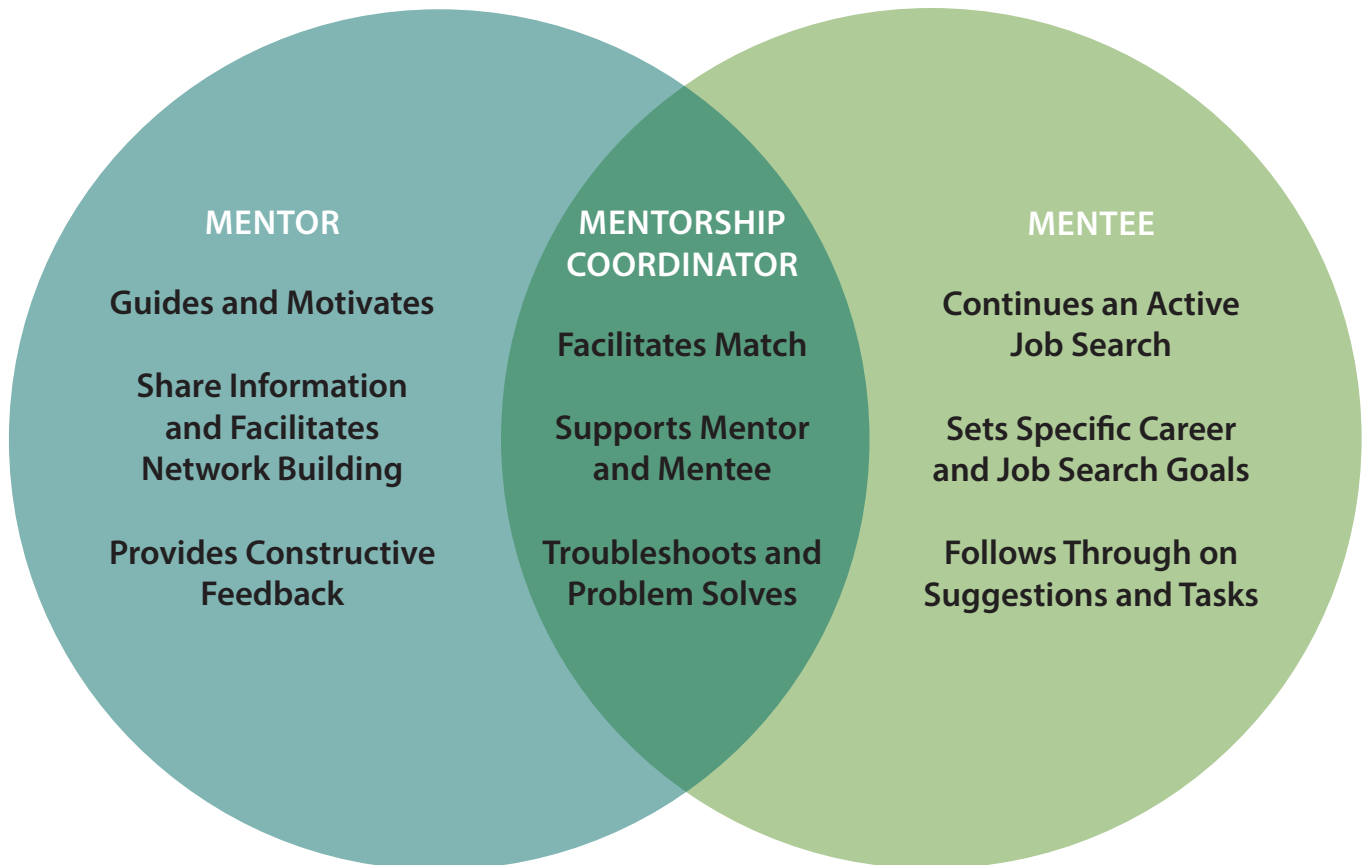 MENTOR
Guides and Motivates
Share Information
and Facilitates
Network Building
Provides Constructive
Feedback
MENTORSHIP
COORDINATOR
Facilitates Match
Supports Mentor
and Mentee
Troubleshoots and
Problem Solves
MENTEE
Continues an Active
Job Search
Sets Specific Career
and Job Search Goals
Follows Through on
Suggestions and Tasks